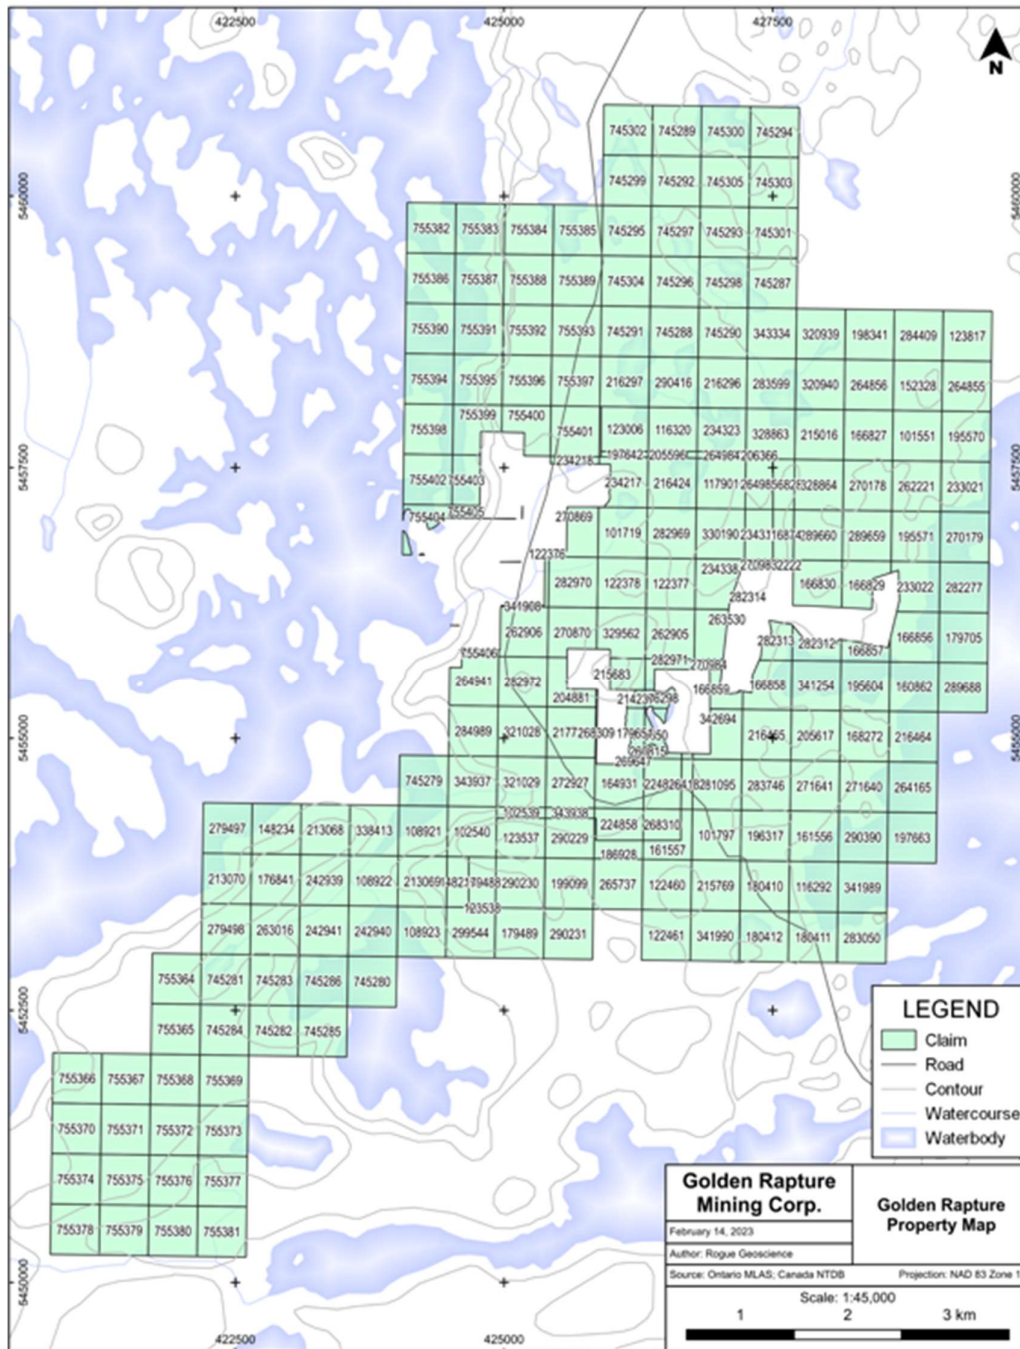 422500 425000 427500
N
745302 745289 745300 745294
745299 745292 745305 745303
5460000 5460000
755382 755383 755384 755385 745295 745297 745293 745301
755386 755387 755388 755389 745304 745296 745298 745287
755390 755391 755392 755393 745291 745288 745290 343334 320939 198341 284409 123817
755394 755395 755396 755397 216297 290416 216296 283599 320940 264856 152328 264855
755399 755400
755398 755401 123006 116320 234323 328863 215016 166827 101551 195570
234218 197642 205596 264984 206366
5457500 5457500
755402 755403 234217 216424 117901 328864 270178 262221 233021
755404 755405 270869
101719 282969 330190 289660 289659 195571 270179
122376 234338
282970 122378 122377 166830 166829 233022 282277
282314
341908 263530
262906 270870 329562 262905 282313 282312 166856 179705
755406 282971 270984 166857
264941 282972 215683 166859 166858 341254 195604 160862 289688
204881
342694
5455000 5455000
284989 321028 216465 205617 168272 216464
269647
745279 343937 321029 272927 164931 281095 283746 271641 271640 264165
102539 343938
279497 148234 213068 338413 108921 102540 123537 290229 224858 268310 101797 196317 161556 290390 197663
186928 161557
213070 176841 242939 108922 213069 290230 199099 265737 122460 215769 180410 116292 341989
123538
279498 263016 242941 242940 108923 299544 179489 290231 122461 341990 180412 180411 283050
755364 745281 745283 745286 745280
5452500
755365 745284 745282 745285
755366 755367 755368 755369
755370 755371 755372 755373
755374 755375 755376 755377
755378 755379 755380 755381
5450000
422500 425000
LEGEND
Claim
Road
Contour
Watercourse
Waterbody
Golden Rapture
Mining Corp.
February 14, 2023
Author: Rogue Geoscience
Golden Rapture
Property Map
Source: Ontario MLAS; Canada NTDB Projection: NAD 83 Zone 1
Scale: 1:45,000
1 2 3 km